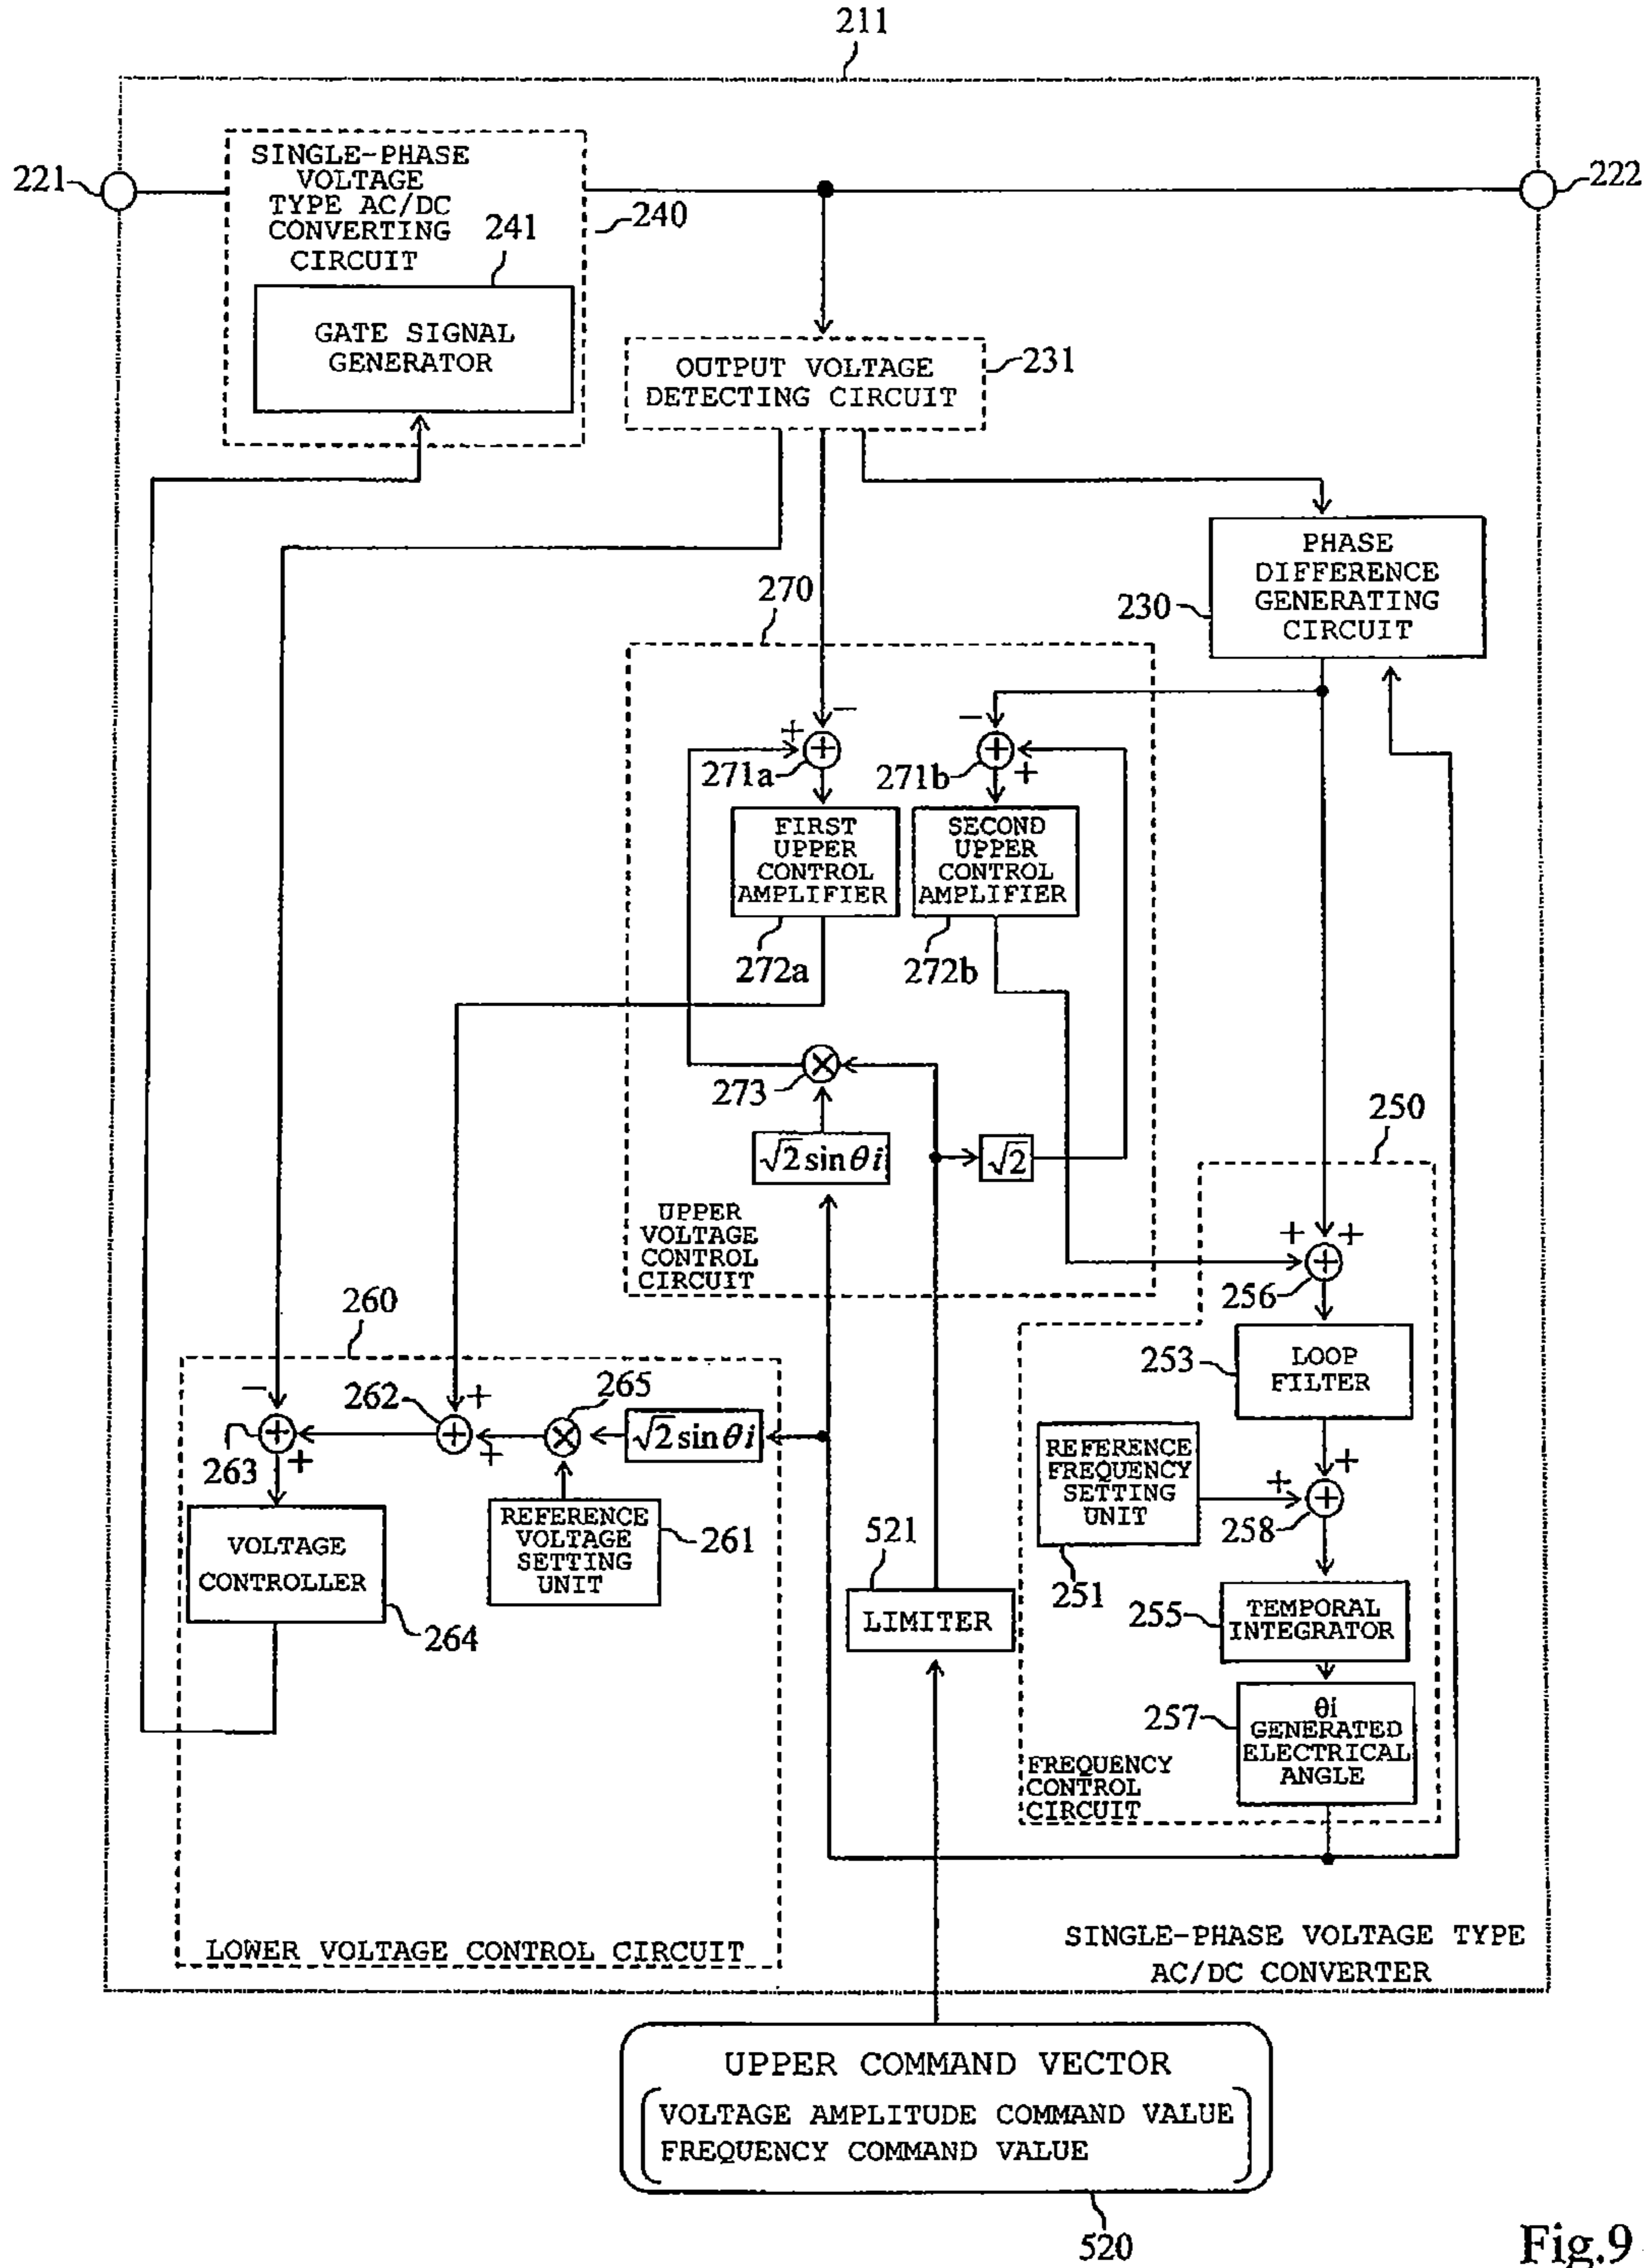 211
221
SINGLE-PHASE
VOLTAGE
TYPE AC/DC
CONVERTING
CIRCUIT
240
222
241
GATE SIGNAL
GENERATOR
OUTPUT VOLTAGE
DETECTING CIRCUIT
231
PHASE
DIFFERENCE
GENERATING
CIRCUIT
230
270
−
+
+
271a
−
+
+
271b
FIRST
UPPER
CONTROL
AMPLIFIER
SECOND
UPPER
CONTROL
AMPLIFIER
272a
272b
×
273
√2 sin θi
√2
UPPER
VOLTAGE
CONTROL
CIRCUIT
250
+
+
+
256
LOOP
FILTER
253
REFERENCE
FREQUENCY
SETTING
UNIT
251
+
+
+
258
TEMPORAL
INTEGRATOR
255
θi
GENERATED
ELECTRICAL
ANGLE
257
FREQUENCY
CONTROL
CIRCUIT
260
−
+
+
263
262
+
+
+
265
×
√2 sin θi
REFERENCE
VOLTAGE
SETTING
UNIT
261
VOLTAGE
CONTROLLER
264
521
LIMITER
LOWER VOLTAGE CONTROL CIRCUIT
SINGLE-PHASE VOLTAGE TYPE
AC/DC CONVERTER
UPPER COMMAND VECTOR
VOLTAGE AMPLITUDE COMMAND VALUE
FREQUENCY COMMAND VALUE
520
Fig.9